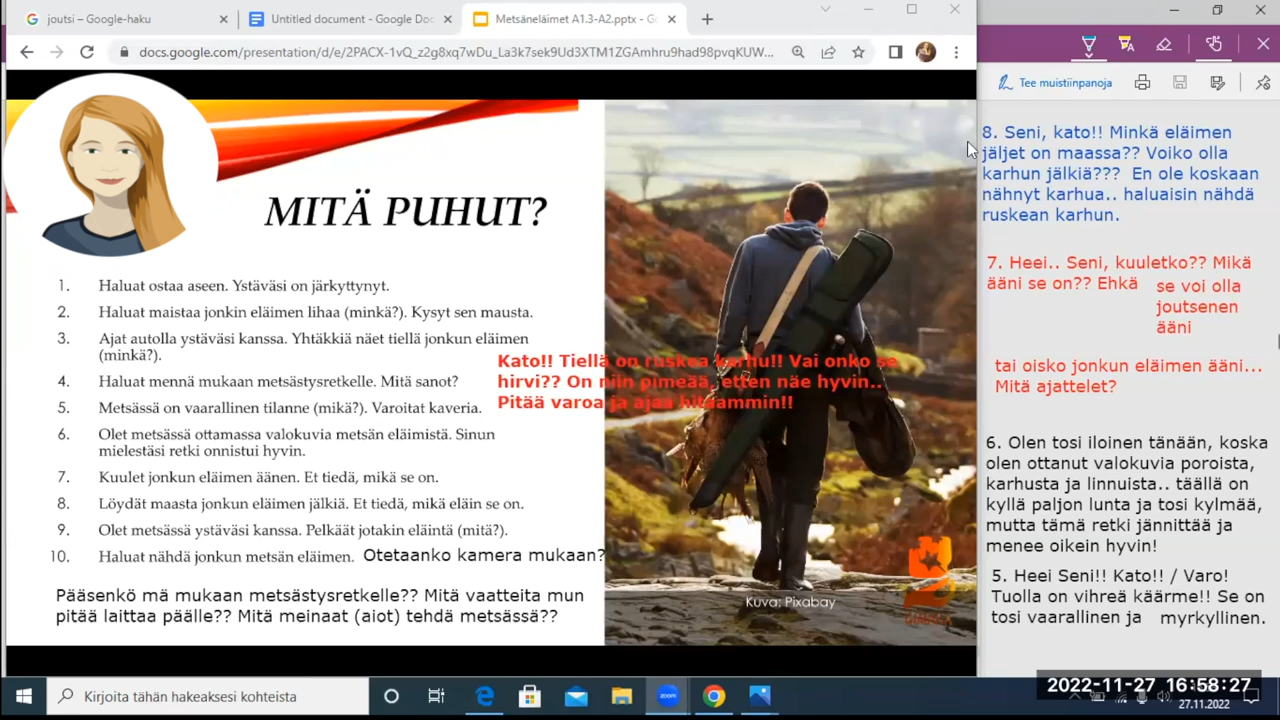 joutsi – Google-haku
Untitled document - Google Doc
Metsäneläimet A1.3-A2.pptx - Go
docs.google.com/presentation/d/e/2PACX-1vQ_zZg8xq7wDu_La3k7sek9Ud3XTM1ZGAmhru9had98pvqKUW...
Tee muistiinpanoja
MITÄ PUHUT?
1. Haluat ostaa aseen. Ystäväsi on järkyttynyt.
2. Haluat maistaa jonkin eläimen lihaa (minkä?). Kysyt sen mausta.
3. Ajat autolla ystäväsi kanssa. Yhtäkkiä näet tiellä jonkun eläimen
(minkä?).
4. Haluat mennä mukaan metsästysretkelle. Mitä sanot?
5. Metsässä on vaarallinen tilanne (mikä?). Varoitat kaveria.
6. Olet metsässä ottamassa valokuvia metsän eläimistä. Sinun
mielestäsi retki onnistui hyvin.
7. Kuulet jonkun eläimen äänen. Et tiedä, mikä se on.
8. Löydät maasta jonkun eläimen jälkiä. Et tiedä, mikä eläin se on.
9. Olet metsässä ystäväsi kanssa. Pelkäät jotakin eläintä (mitä?).
10. Haluat nähdä jonkun metsän eläimen. Otetaanko kamera mukaan?
Pääsenkö mä mukaan metsästysretkelle?? Mitä vaatteita mun
pitää laittaa päälle?? Mitä meinaat (aiot) tehdä metsässä??
Kato!! Tiellä on ruskea karhu!! Vai onko se
hirvi?? On niin pimeää, etten näe hyvin..
Pitää varoa ja ajaa hitaammin!!
Kuva: Pixabay
8. Seni, kato!! Minkä eläimen
jäljet on maassa?? Voiko olla
karhun jälkiä??? En ole koskaan
nähnyt karhua.. haluaisin nähdä
ruskean karhun.
7. Heei.. Seni, kuuletko?? Mikä
ääni se on?? Ehkä se voi olla
joutsenen
ääni
tai oisko jonkun eläimen ääni...
Mitä ajattelet?
6. Olen tosi iloinen tänään, koska
olen ottanut valokuvia poroista,
karhusta ja linnuista.. täällä on
kyllä paljon lunta ja tosi kylmää,
mutta tämä retki jännittää ja
menee oikein hyvin!
5. Heei Seni!! Kato!! / Varo!
Tuolla on vihreä käärme!! Se on
tosi vaarallinen ja myrkyllinen.
Kirjoita tähän hakeaksesi kohteista
zoom
2022-11-27 16:58:27
27.11.2022